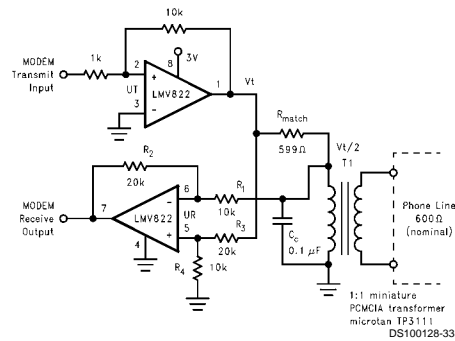 10k
MODEM
Transmit
Input
1k
2
8
3V
+
UT
LMV822
1
Vt
3
-
Rmatch
599Ω
Vt/2
T1
R2
20k
MODEM
Receive
Output
7
6
-
R1
10k
LMV822
UR
5
+
R3
20k
4
R4
10k
Cc
0.1 µF
Phone Line
600Ω
(nominal)
1:1 miniature
PCMCIA transformer
microtan TP3111
DS100128-33